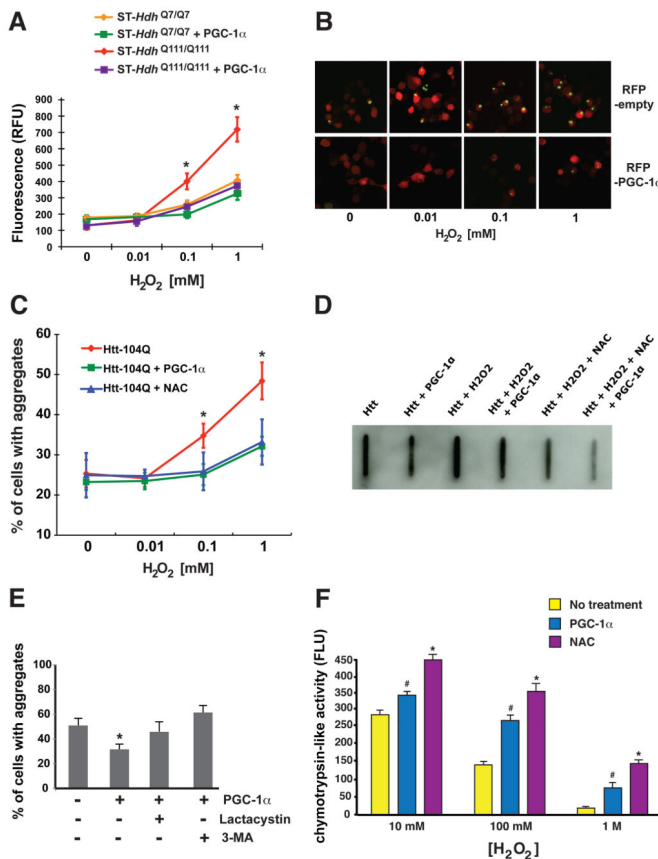 A
ST-Hdh Q7/Q7
ST-Hdh Q7/Q7 + PGC-1α
ST-Hdh Q111/Q111
ST-Hdh Q111/Q111 + PGC-1α
Fluorescence (RFU)
900
800
700
600
500
400
300
200
100
0
*
*
0 0.01 0.1 1
H2O2 [mM]
B
RFP
-empty
RFP
-PGC-1α
0 0.01 0.1 1
H2O2 [mM]
C
% of cells with aggregates
60
50
40
30
20
10
Htt-104Q
Htt-104Q + PGC-1α
Htt-104Q + NAC
*
*
0 0.01 0.1 1
H2O2 [mM]
D
Htt
Htt + PGC-1α
Htt + H2O2
Htt + H2O2
+ PGC-1α
Htt + H2O2 + NAC
Htt + H2O2 + NAC
+ PGC-1α
E
% of cells with aggregates
100
80
60
40
20
0
*
- + + + PGC-1α
- - + - Lactacystin
- - - + 3-MA
F
No treatment
PGC-1α
NAC
chymotrypsin-like activity (FLU)
450
400
350
300
250
200
150
100
50
0
# *
# *
# *
10 mM 100 mM 1 M
[H2O2]